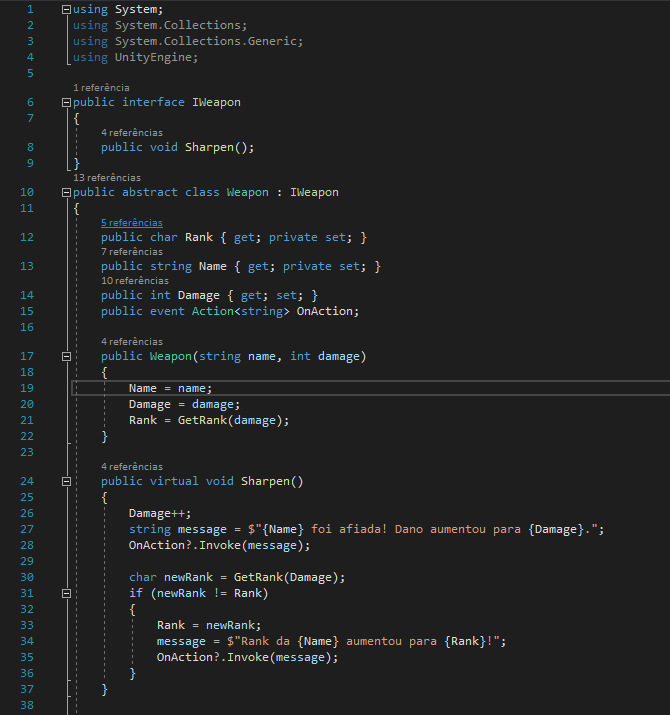 1 using System;
2 using System.Collections;
3 using System.Collections.Generic;
4 using UnityEngine;
5
1 referência
6 public interface IWeapon
7 {
4 referências
8 public void Sharpen();
9 }
13 referências
10 public abstract class Weapon : IWeapon
11 {
5 referências
12 public char Rank { get; private set; }
7 referências
13 public string Name { get; private set; }
10 referências
14 public int Damage { get; set; }
15 public event Action<string> OnAction;
16
4 referências
17 public Weapon(string name, int damage)
18 {
19 Name = name;
20 Damage = damage;
21 Rank = GetRank(damage);
22 }
23
4 referências
24 public virtual void Sharpen()
25 {
26 Damage++;
27 string message = $"{Name} foi afiada! Dano aumentou para {Damage}.";
28 OnAction?.Invoke(message);
29
30 char newRank = GetRank(Damage);
31 if (newRank != Rank)
32 {
33 Rank = newRank;
34 message = $"Rank da {Name} aumentou para {Rank}!";
35 OnAction?.Invoke(message);
36 }
37 }
38